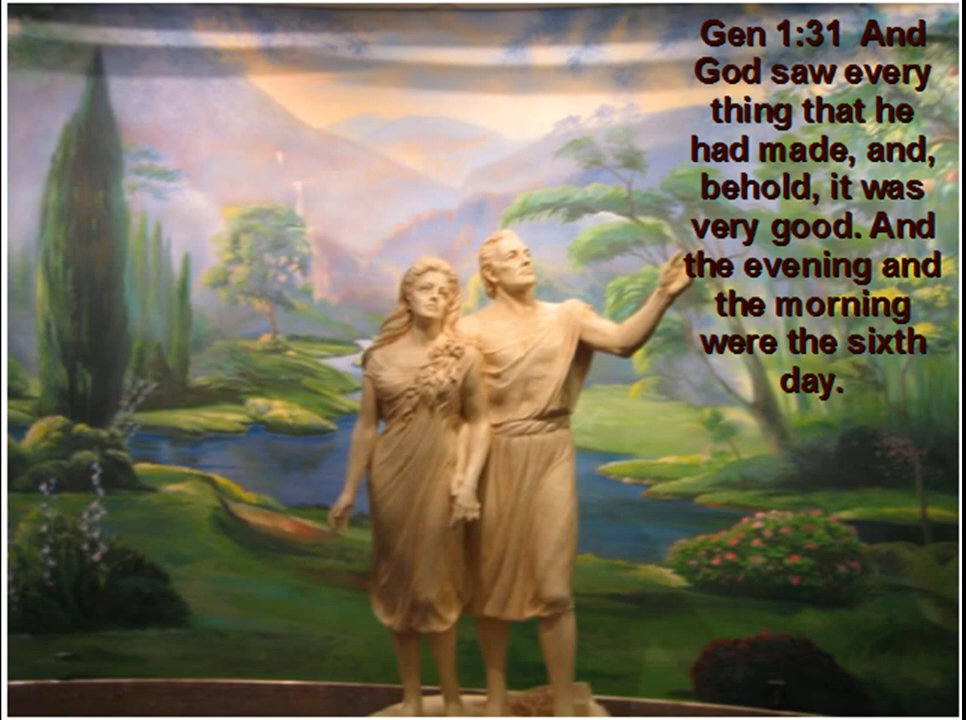 Gen 1:31  And
God saw every
thing that he
had made, and,
behold, it was
very good. And
the evening and
the morning
were the sixth
day.